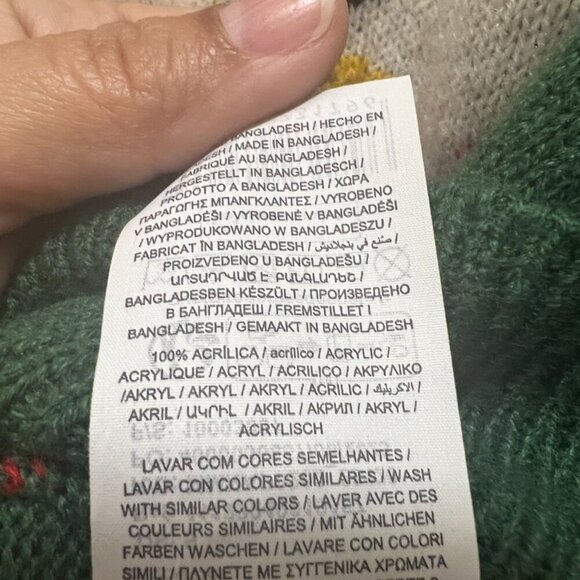 BANGLADESH / HECHO EN
/ MADE IN BANGLADESH /
FABRIQUÉ AU BANGLADESH /
HERGESTELLT IN BANGLADESCH /
PRODOTTO A BANGLADESH / ΧΩΡΑ
ΠΑΡΑΓΩΓΗΣ ΜΠΑΝΓΚΛΑΝΤΕΣ / VYROBENO
V BANGLADÉŠI / VYROBENÉ V BANGLADÉŠI
/ WYPRODUKOWANO W BANGLADESZU /
FABRICAT ÎN BANGLADESH / صنع في بنجلاديش /
PROIZVEDENO U BANGLADEŠU /
ԱՐՏԱԴՐՎԱԾ Է
BANGLADESBEN KÉSZÜLT / ПРОИЗВЕДЕНО
В БАНГЛАДЕШ / FREMSTILLET I
BANGLADESH / GEMAAKT IN BANGLADESH
100% ACRÍLICA / acrílico / ACRYLIC /
ACRYLIQUE / ACRYL / ACRILICO / ΑΚΡΥΛΙΚΟ
/AKRYL / AKRYL / AKRYL / ACRILIC / الاكريليك /
AKRIL / ԱԿՐԻԼ / AKRIL / АКРИЛ / AKRYL /
ACRYLISCH
LAVAR COM CORES SEMELHANTES /
LAVAR CON COLORES SIMILARES / WASH
WITH SIMILAR COLORS / LAVER AVEC DES
COULEURS SIMILAIRES / MIT ÄHNLICHEN
FARBEN WASCHEN / LAVARE CON COLORI
SIMILI / ΠΛΥΝΕΤΕ ΜΕ ΣΥΓΓΕΝΙΚΑ ΧΡΩΜΑΤΑ